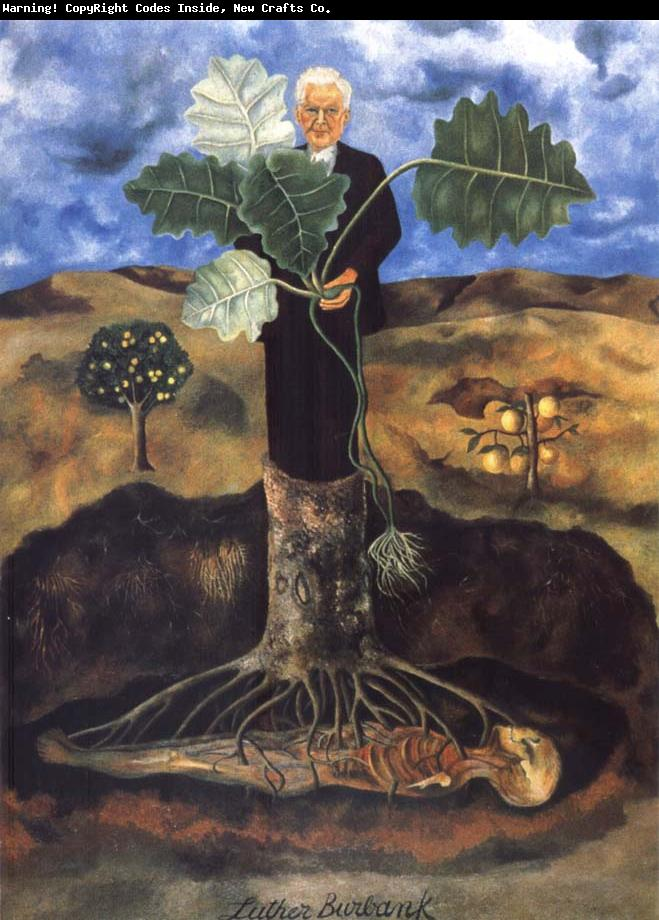 Warning! CopyRight Codes Inside, New Crafts Co.
Luther Burbank